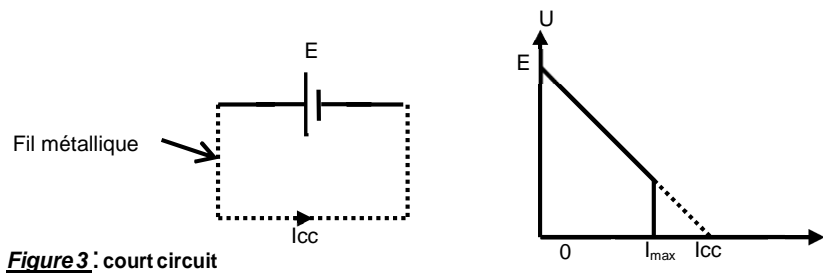 E
Fil métallique
Icc
Figure 3 : court circuit
U
E
0
Imax
Icc